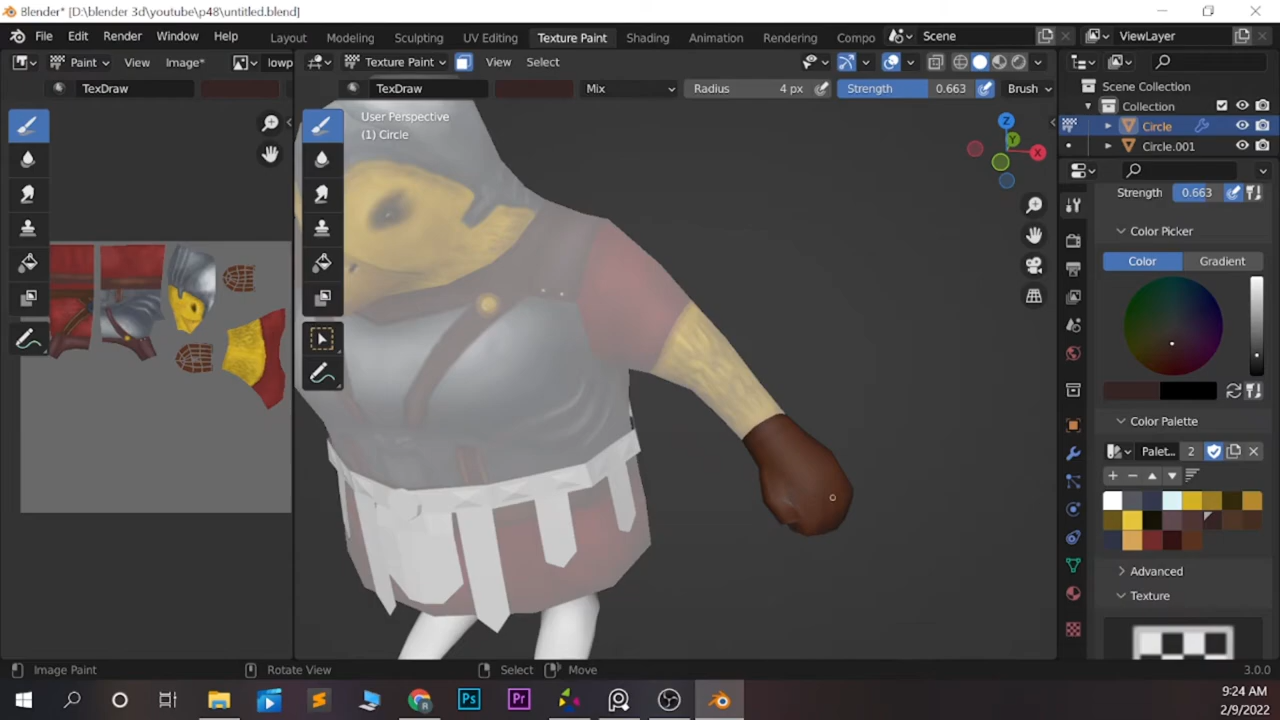 Blender* [D:\blender 3d\youtube\p48\untitled.blend]
File Edit Render Window Help Layout Modeling Sculpting UV Editing Texture Paint Shading Animation Rendering Compo Scene ViewLayer
Paint View Image* lowp Texture Paint View Select
TexDraw TexDraw Mix Radius 4 px Strength 0.663 Brush
Scene Collection
Collection
Circle
Circle.001
User Perspective
(1) Circle
Z
Y
X
Strength 0.663
Color Picker
Color Gradient
Color Palette
Palet... 2
Advanced
Texture
Image Paint Rotate View Select Move 3.0.0
Ps Pr
9:24 AM
2/9/2022